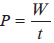 P = W/t